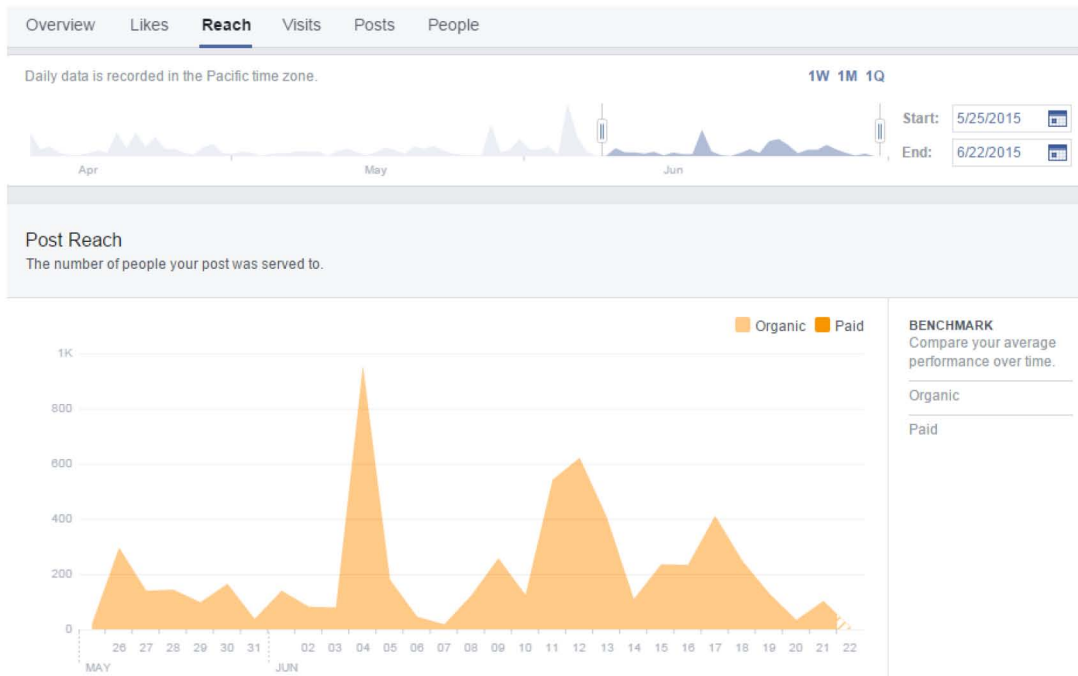 Overview Likes Reach Visits Posts People
Daily data is recorded in the Pacific time zone.
1W 1M 1Q
Start: 5/25/2015
End: 6/22/2015
Apr May Jun
Post Reach
The number of people your post was served to.
Organic Paid
1K
800
600
400
200
0
26 27 28 29 30 31 02 03 04 05 06 07 08 09 10 11 12 13 14 15 16 17 18 19 20 21 22
MAY JUN
BENCHMARK
Compare your average
performance over time.
Organic
Paid